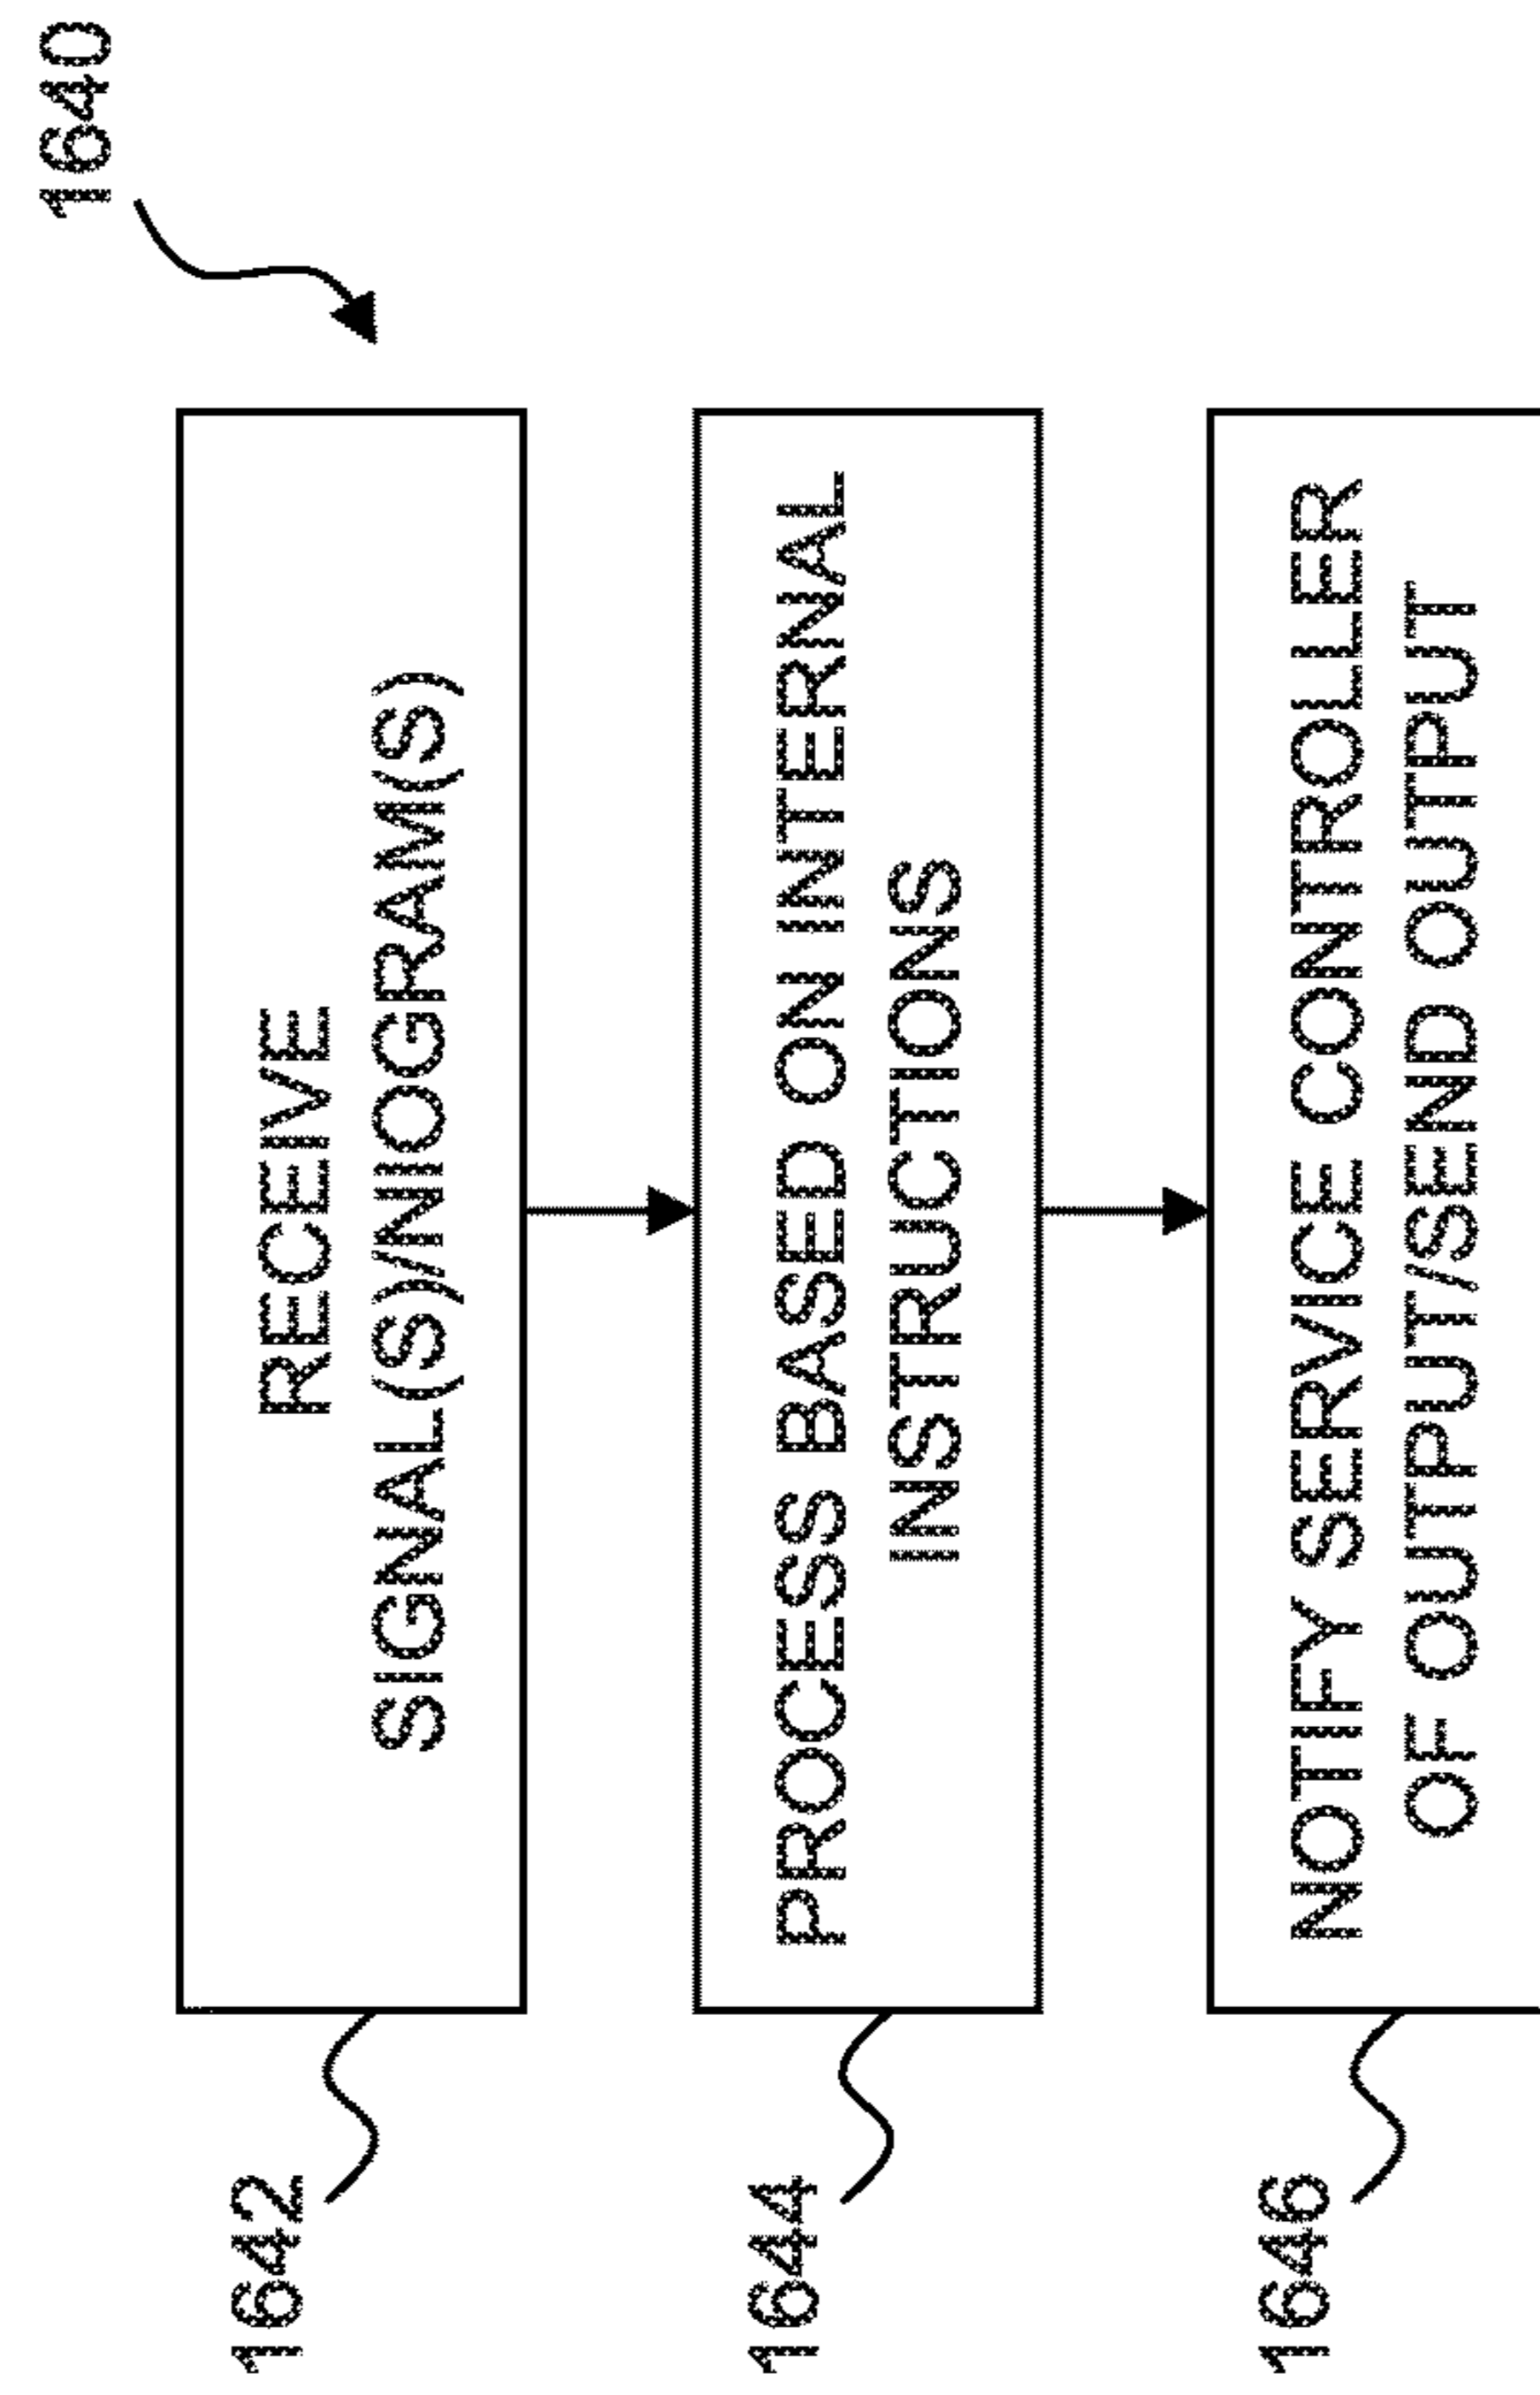 1640
1642
RECEIVE
SIGNAL(S)/NIOGRAM(S)
1644
PROCESS BASED ON INTERNAL
INSTRUCTIONS
1646
NOTIFY SERVICE CONTROLLER
OF OUTPUT/SEND OUTPUT